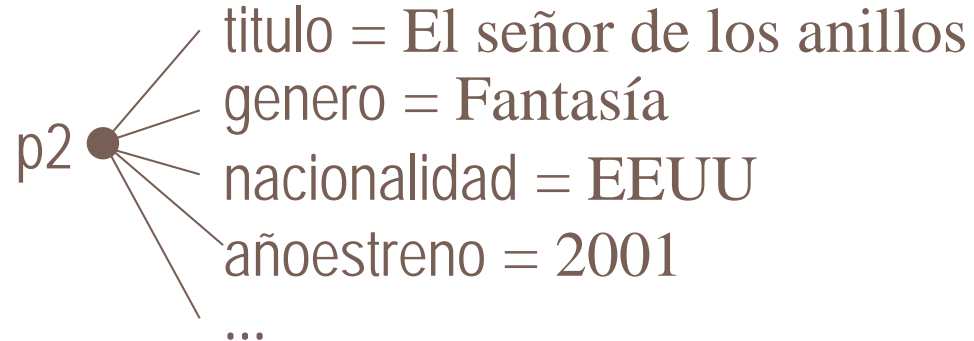 titulo = El señor de los anillos
genero = Fantasía
p2
nacionalidad = EEUU
añoestreno = 2001
...